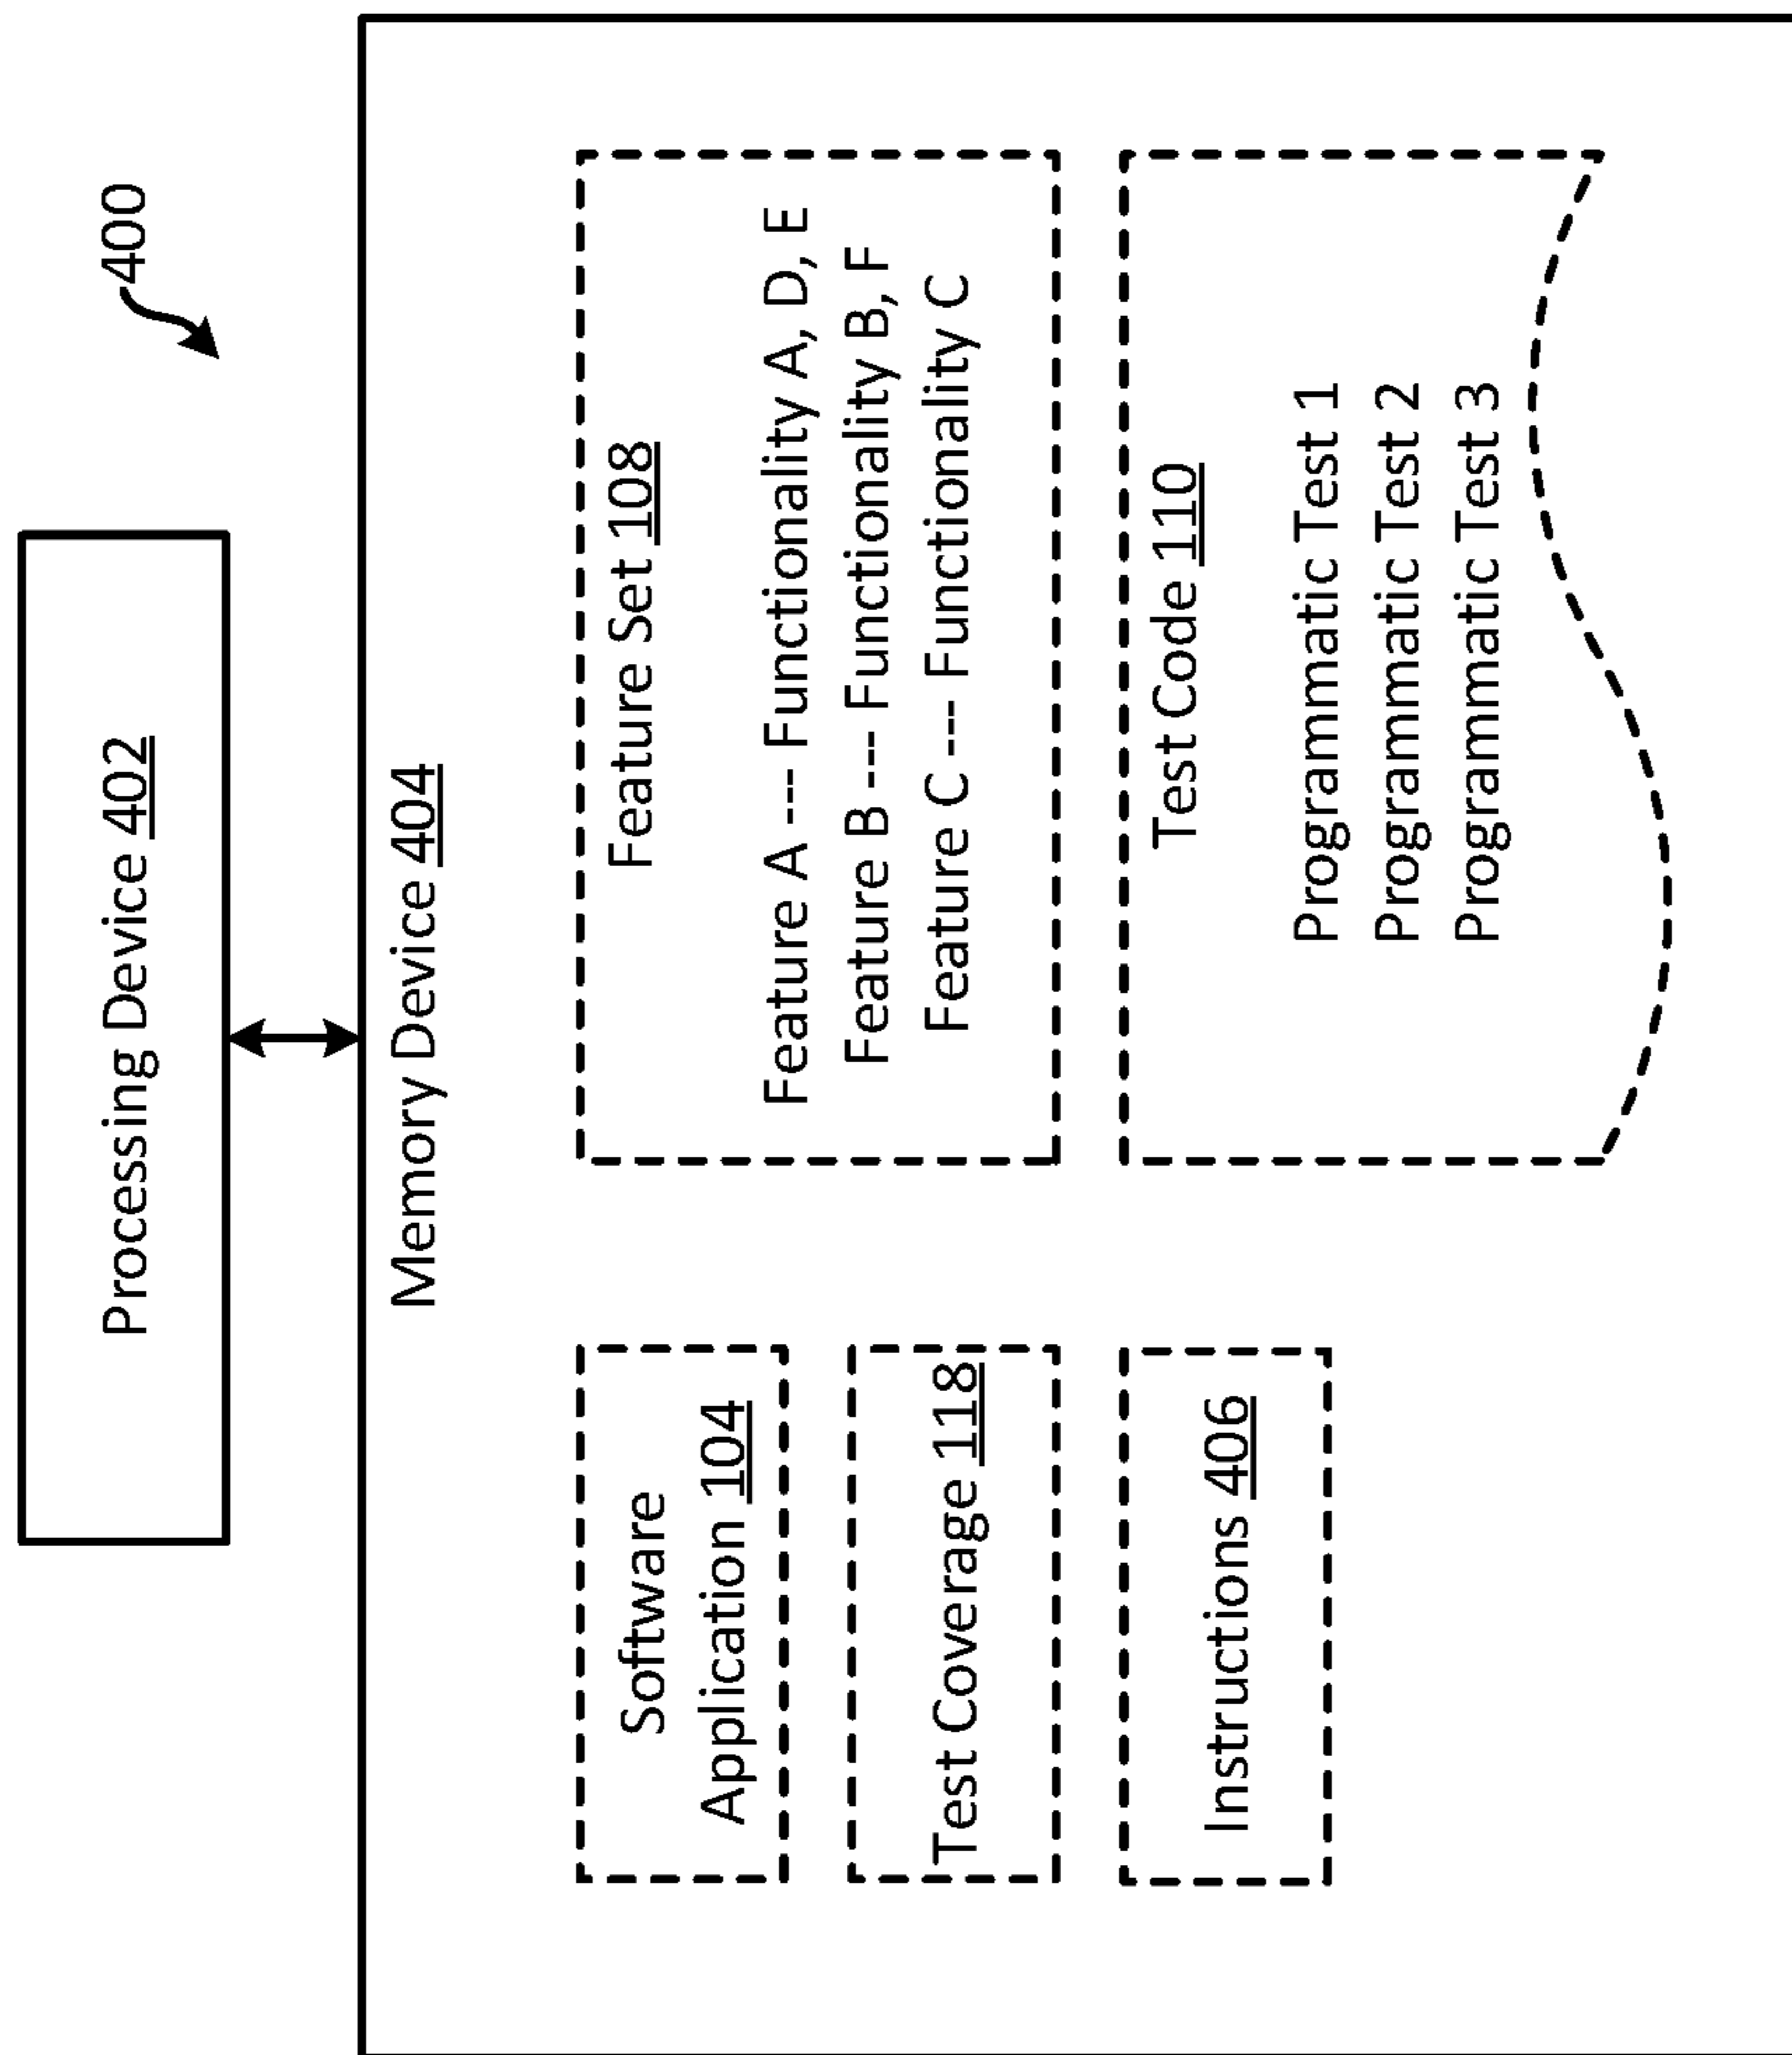 400
Processing Device 402
Memory Device 404
Software
Application 104
Test Coverage 118
Instructions 406
Feature Set 108
Feature A --- Functionality A, D, E
Feature B --- Functionality B, F
Feature C --- Functionality C
Test Code 110
Programmatic Test 1
Programmatic Test 2
Programmatic Test 3